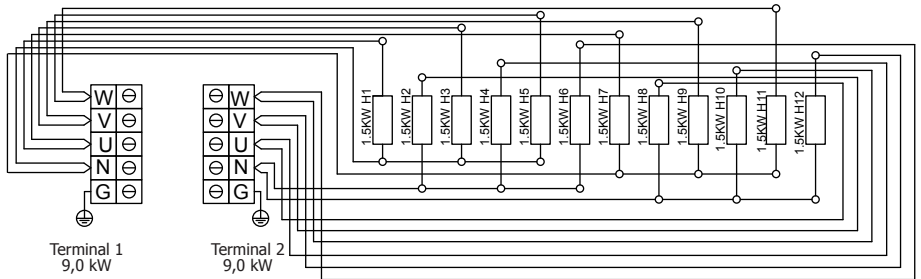 1.5KW H1
1.5KW H2
1.5KW H3
1.5KW H4
1.5KW H5
1.5KW H6
1.5KW H7
1.5KW H8
1.5KW H9
1.5KW H10
1.5KW H11
1.5KW H12
W
V
U
N
G
W
V
U
N
G
Terminal 1
9,0 kW
Terminal 2
9,0 kW